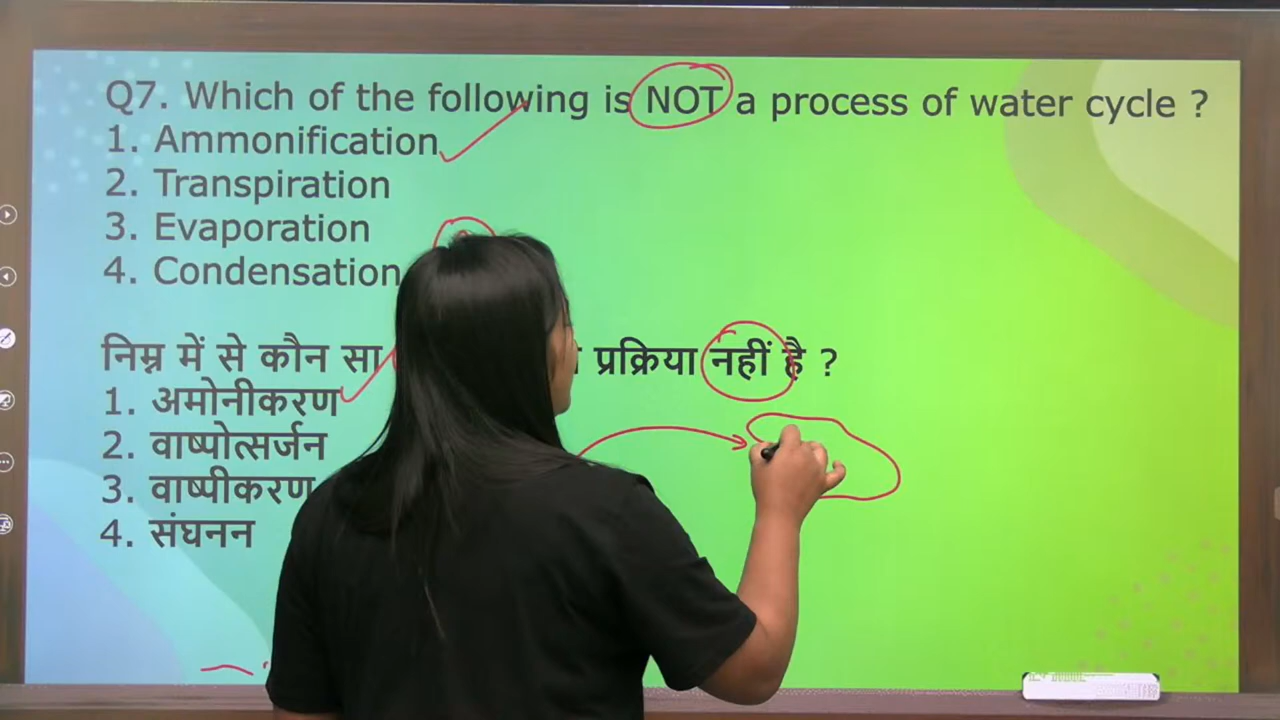 Q7. Which of the following is NOT a process of water cycle ?
1. Ammonification
2. Transpiration
3. Evaporation
4. Condensation
निम्न में से कौन सा प्रक्रिया नहीं है ?
1. अमोनीकरण
2. वाष्पोत्सर्जन
3. वाष्पीकरण
4. संघनन